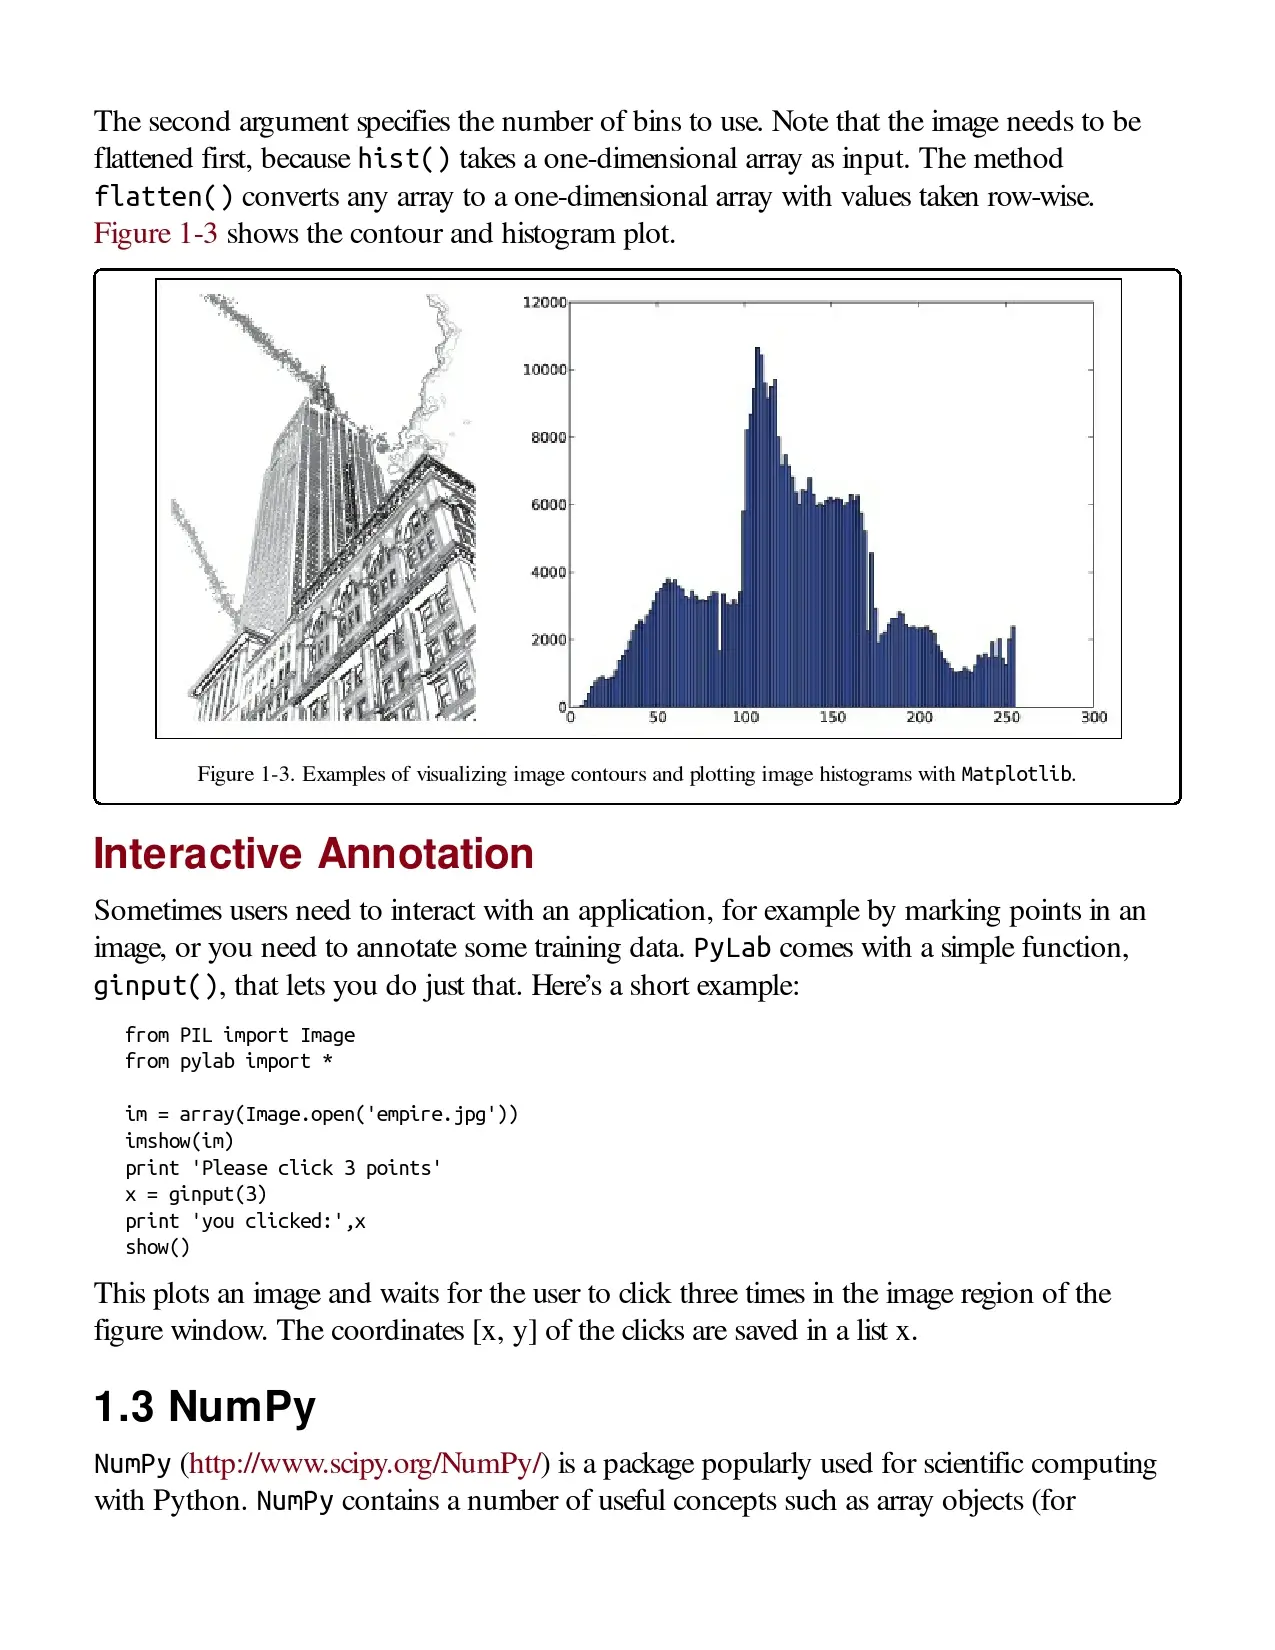 The second argument specifies the number of bins to use. Note that the image needs to be
flattened first, because hist() takes a one-dimensional array as input. The method
flatten() converts any array to a one-dimensional array with values taken row-wise.
Figure 1-3 shows the contour and histogram plot.
12000
10000
8000
6000
4000
2000
0
0 50 100 150 200 250 300
Figure 1-3. Examples of visualizing image contours and plotting image histograms with Matplotlib.
Interactive Annotation
Sometimes users need to interact with an application, for example by marking points in an
image, or you need to annotate some training data. PyLab comes with a simple function,
ginput(), that lets you do just that. Here’s a short example:
from PIL import Image
from pylab import *
im = array(Image.open('empire.jpg'))
imshow(im)
print 'Please click 3 points'
x = ginput(3)
print 'you clicked:',x
show()
This plots an image and waits for the user to click three times in the image region of the
figure window. The coordinates [x, y] of the clicks are saved in a list x.
1.3 NumPy
NumPy (http://www.scipy.org/NumPy/) is a package popularly used for scientific computing
with Python. NumPy contains a number of useful concepts such as array objects (for